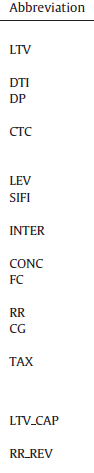 Abbreviation
LTV
DTI
DP
CTC
LEV
SIFI
INTER
CONC
FC
RR
CG
TAX
LTV_CAP
RR_REV